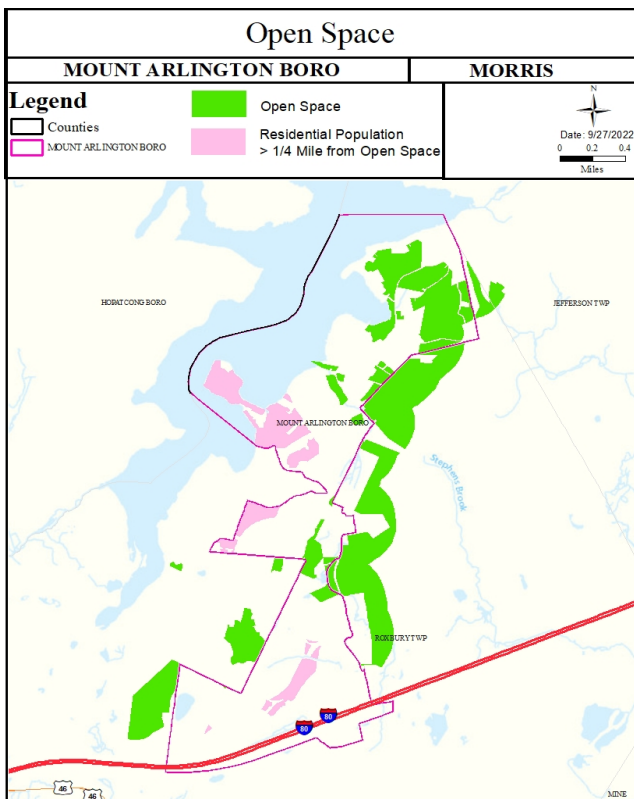 Open Space
MOUNT ARLINGTON BORO
MORRIS
Legend
Counties
MOUNT ARLINGTON BORO
Open Space
Residential Population
> 1/4 Mile from Open Space
N
Date: 9/27/2022
0 0.2 0.4
Miles
HOPATCONG BORO
JEFFERSON TWP
MOUNT ARLINGTON BORO
Stephens Brook
ROXBURY TWP
80
80
46
46
MINE